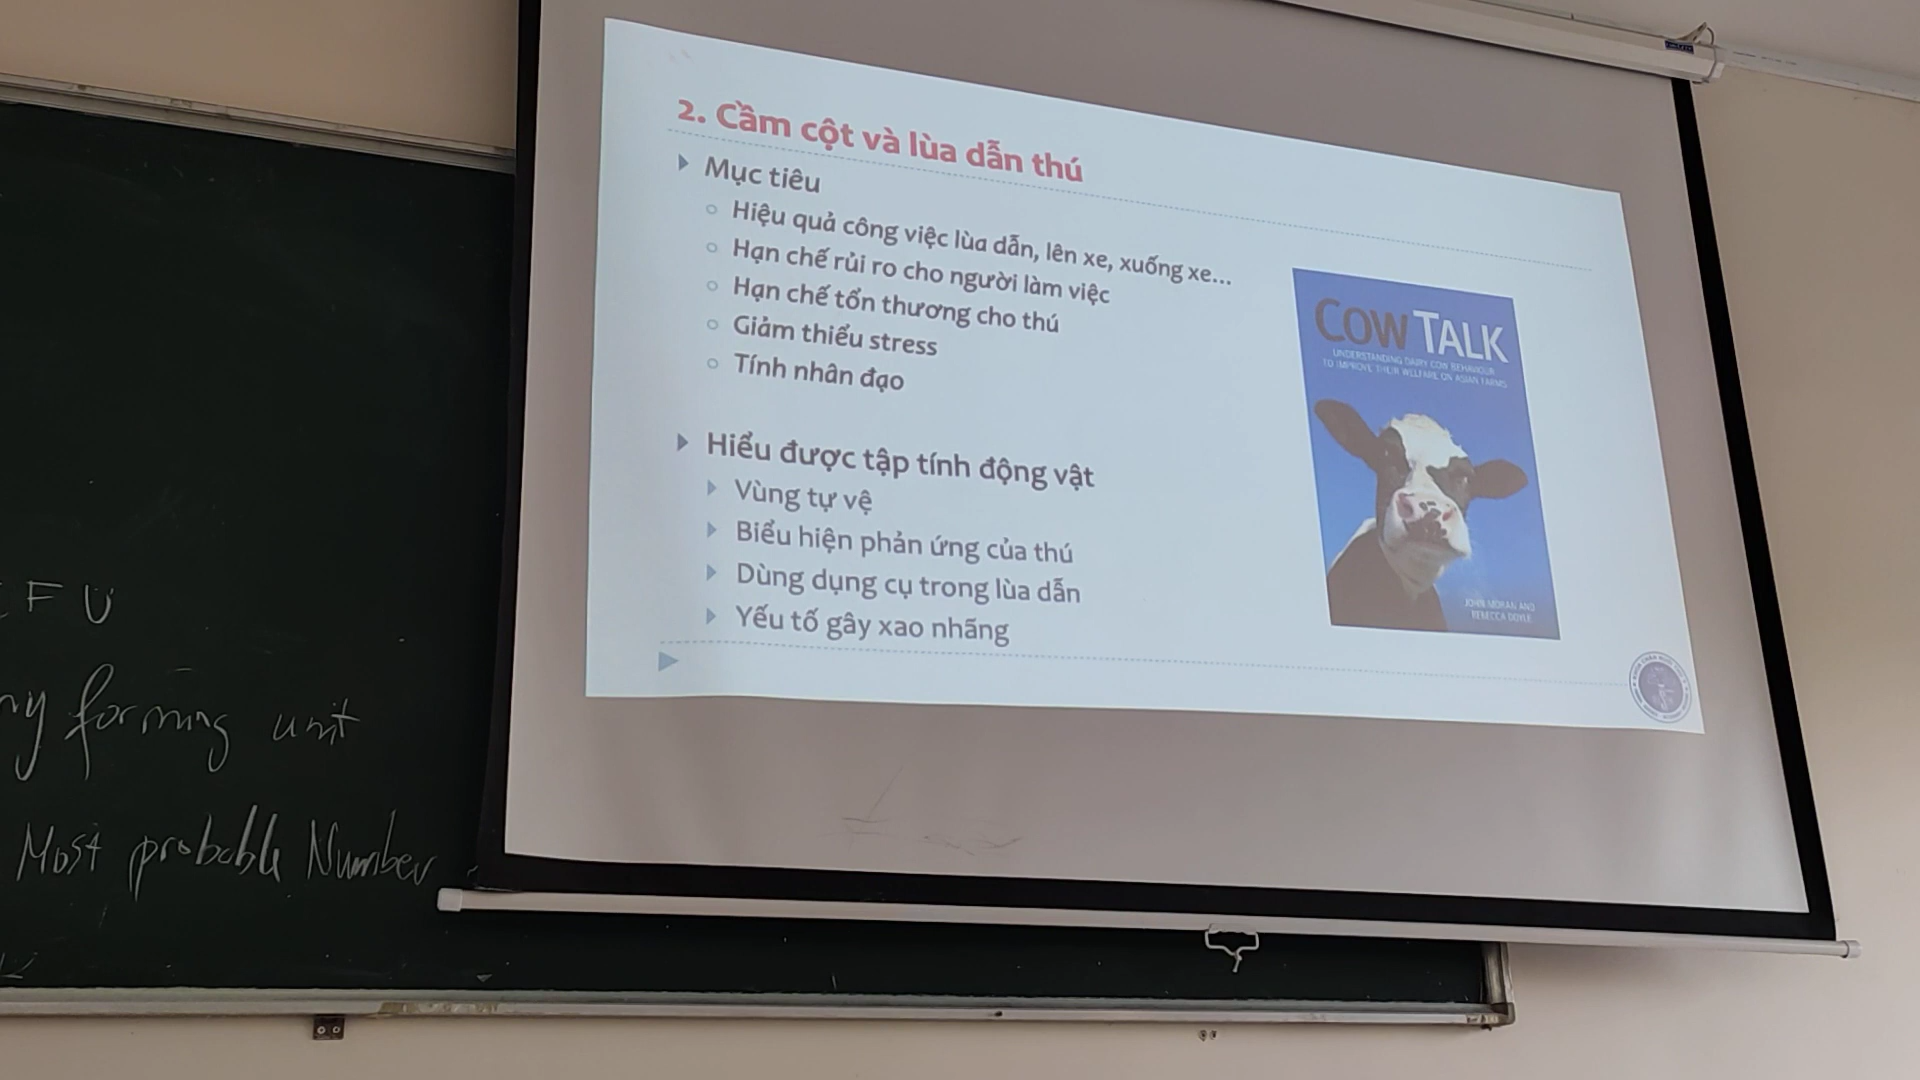 2. Cầm cột và lùa dẫn thú
Mục tiêu
Hiệu quả công việc lùa dẫn, lên xe, xuống xe...
Hạn chế rủi ro cho người làm việc
Hạn chế tổn thương cho thú
Giảm thiểu stress
Tính nhân đạo
Hiểu được tập tính động vật
Vùng tự vệ
Biểu hiện phản ứng của thú
Dùng dụng cụ trong lùa dẫn
Yếu tố gây xao nhãng
COW TALK
UNDERSTANDING DAIRY COW BEHAVIOUR
TO IMPROVE THEIR WELFARE ON ASIAN FARMS
JOHN MORAN AND
REBECCA DOYLE
FU
forming unit
Most probable Number